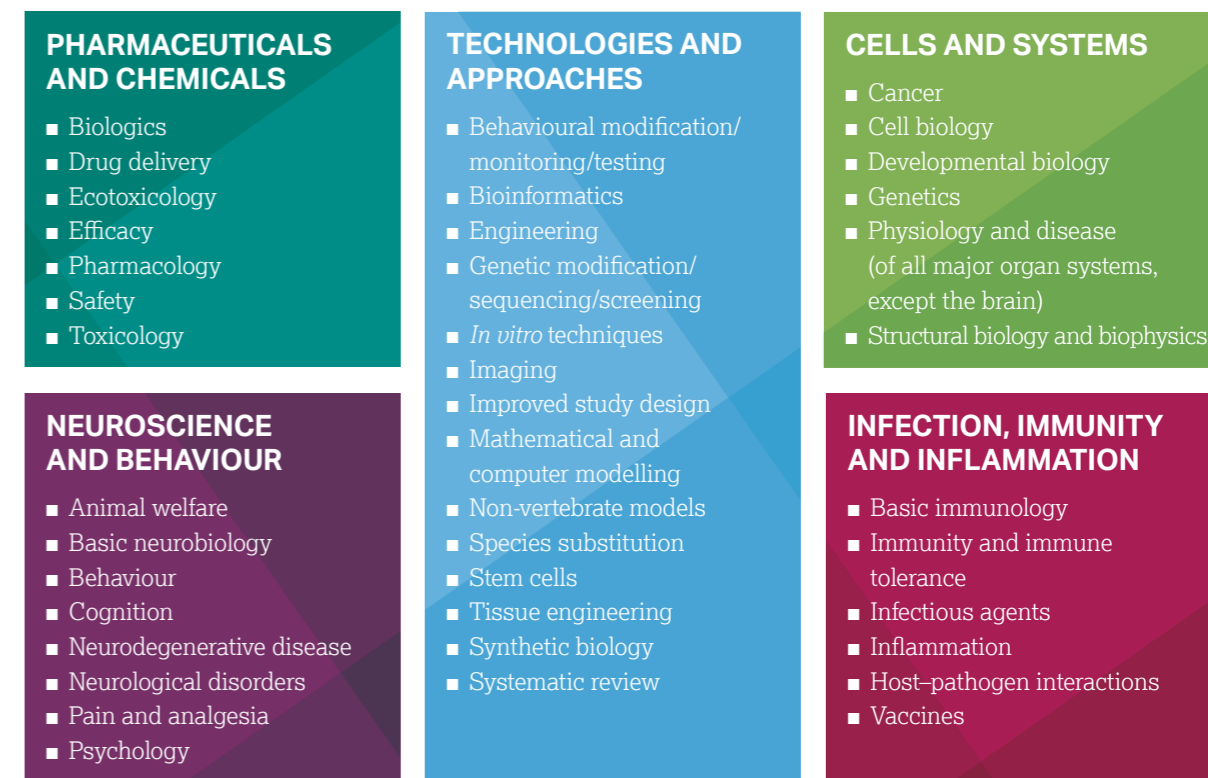 PHARMACEUTICALS
AND CHEMICALS
■ Biologics
■ Drug delivery
■ Ecotoxicology
■ Efficacy
■ Pharmacology
■ Safety
■ Toxicology
NEUROSCIENCE
AND BEHAVIOUR
■ Animal welfare
■ Basic neurobiology
■ Behaviour
■ Cognition
■ Neurodegenerative disease
■ Neurological disorders
■ Pain and analgesia
■ Psychology
TECHNOLOGIES AND
APPROACHES
■ Behavioural modification/
monitoring/testing
■ Bioinformatics
■ Engineering
■ Genetic modification/
sequencing/screening
■ In vitro techniques
■ Imaging
■ Improved study design
■ Mathematical and
computer modelling
■ Non-vertebrate models
■ Species substitution
■ Stem cells
■ Tissue engineering
■ Synthetic biology
■ Systematic review
CELLS AND SYSTEMS
■ Cancer
■ Cell biology
■ Developmental biology
■ Genetics
■ Physiology and disease
(of all major organ systems,
except the brain)
■ Structural biology and biophysics
INFECTION, IMMUNITY
AND INFLAMMATION
■ Basic immunology
■ Immunity and immune
tolerance
■ Infectious agents
■ Inflammation
■ Host–pathogen interactions
■ Vaccines